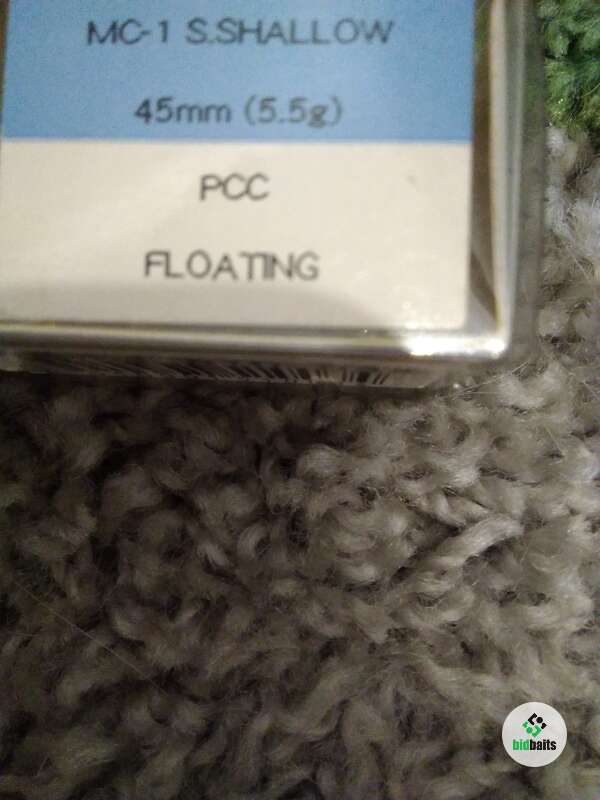 MC-1 S.SHALLOW
45mm (5.5g)
PCC
FLOATING
bidbaits